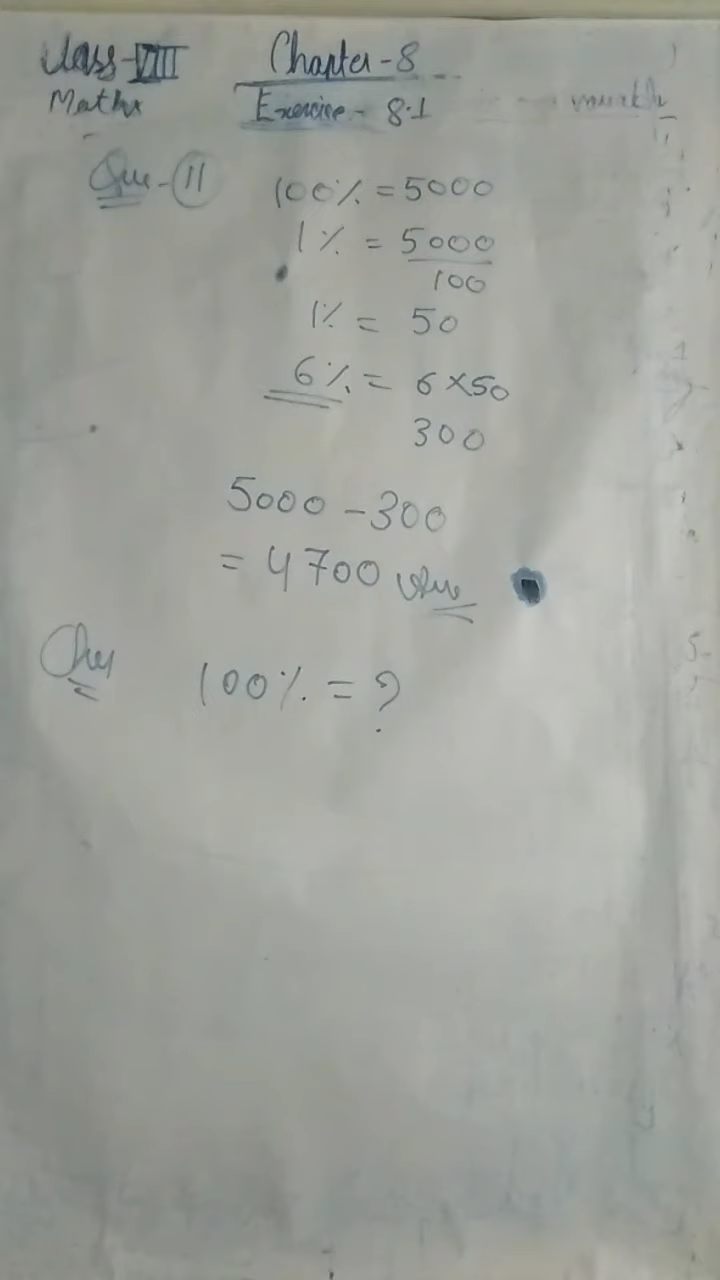 Class-VIII Chapter-8
Maths Exercise- 8.1
Que-11 100% = 5000
1% = 5000
100
1% = 50
6% = 6×50
300
5000 - 300
= 4700 Ans
100% = ?